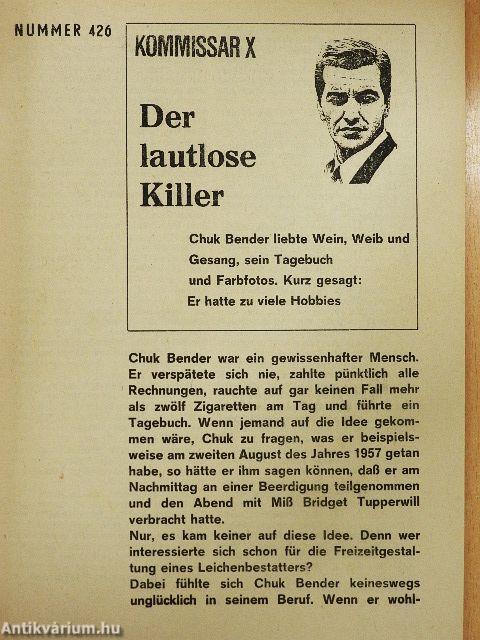 NUMMER 426
KOMMISSAR X
Der
lautlose
Killer
Chuk Bender liebte Wein, Weib und
Gesang, sein Tagebuch
und Farbfotos. Kurz gesagt:
Er hatte zu viele Hobbies
Chuk Bender war ein gewissenhafter Mensch.
Er verspätete sich nie, zahlte pünktlich alle
Rechnungen, rauchte auf gar keinen Fall mehr
als zwölf Zigaretten am Tag und führte ein
Tagebuch. Wenn jemand auf die Idee gekom-
men wäre, Chuk zu fragen, was er beispiels-
weise am zweiten August des Jahres 1957 getan
habe, so hätte er ihm sagen können, daß er am
Nachmittag an einer Beerdigung teilgenommen
und den Abend mit Miß Bridget Tupperwill
verbracht hatte.
Nur, es kam keiner auf diese Idee. Denn wer
interessierte sich schon für die Freizeitgestal-
tung eines Leichenbestatters?
Dabei fühlte sich Chuk Bender keineswegs
unglücklich in seinem Beruf. Wenn er wohl-
Antikvárium.hu